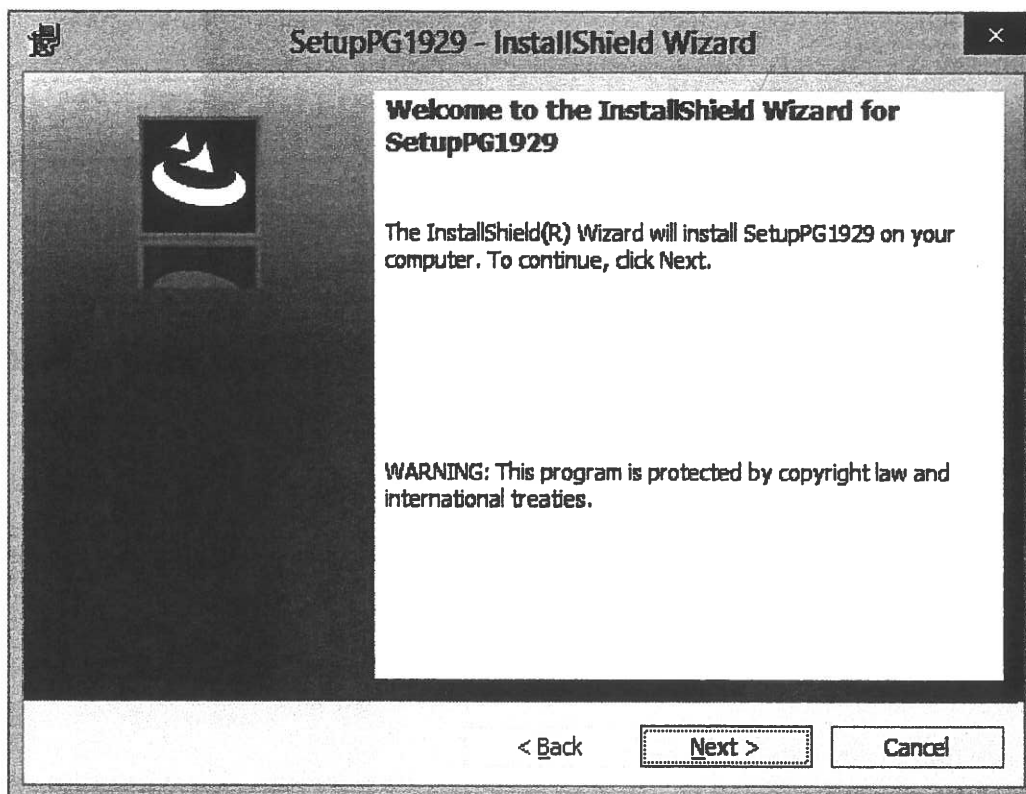 SetupPG1929 - InstallShield Wizard
Welcome to the InstallShield Wizard for
SetupPG1929
The InstallShield(R) Wizard will install SetupPG1929 on your
computer. To continue, click Next.
WARNING: This program is protected by copyright law and
international treaties.
< Back
Next >
Cancel